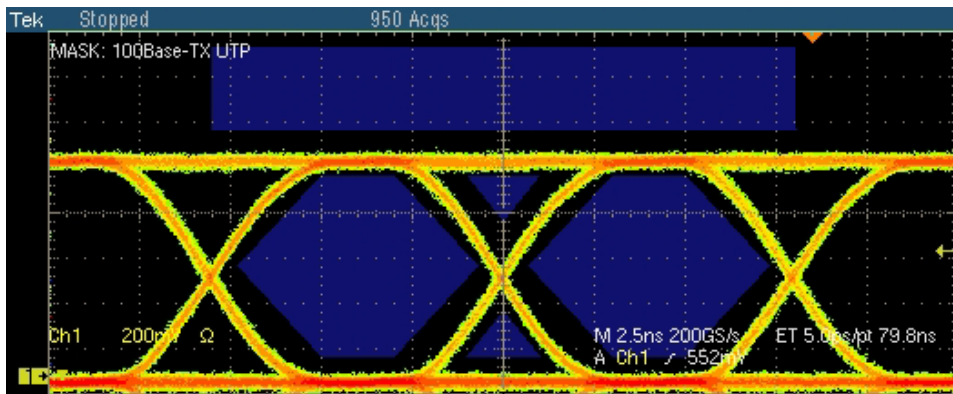 Tek Stopped 950 Acqs
MASK: 100Base-TX UTP
Ch1 200mV Ω M 2.5ns 200GS/s ET 5.0ps/pt 79.8ns
A Ch1 552mV
1